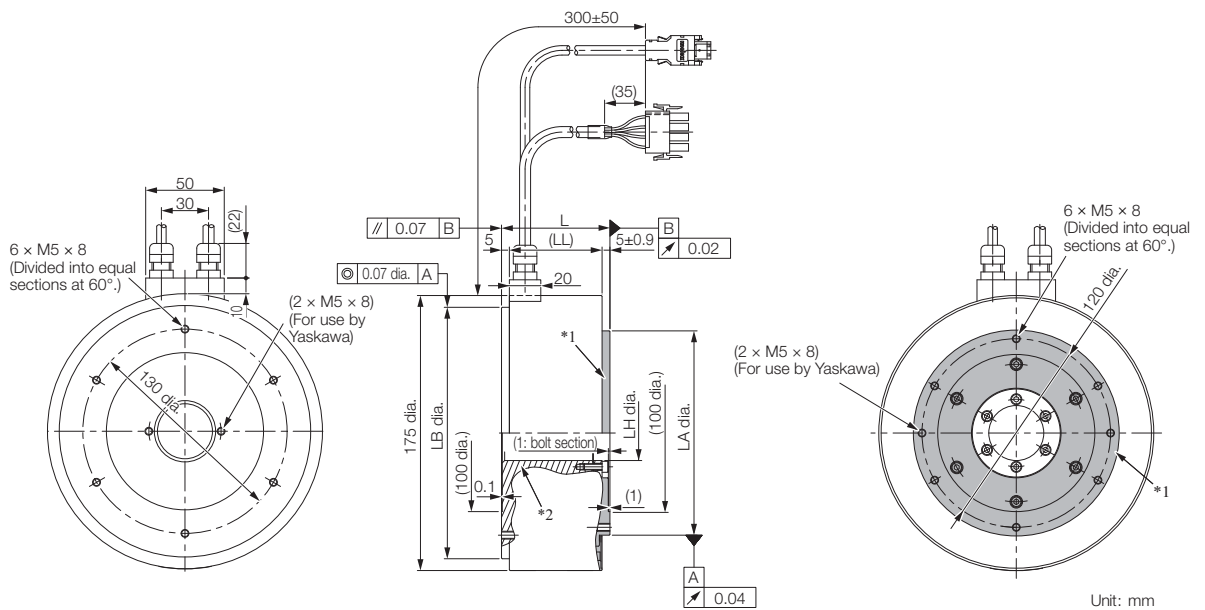 300±50
(35)
50
30
(22)
10
6 × M5 × 8
(Divided into equal
sections at 60°.)
(2 × M5 × 8)
(For use by
Yaskawa)
130 dia.
// 0.07 B
L
B
↗ 0.02
5
(LL)
5±0.9
◎ 0.07 dia. A
20
*1
175 dia.
LB dia.
(100 dia.)
(1: bolt section)
LH dia.
(100 dia.)
LA dia.
0.1
*2
(1)
A
↗ 0.04
6 × M5 × 8
(Divided into equal
sections at 60°.)
120 dia.
(2 × M5 × 8)
(For use by Yaskawa)
*1
Unit: mm